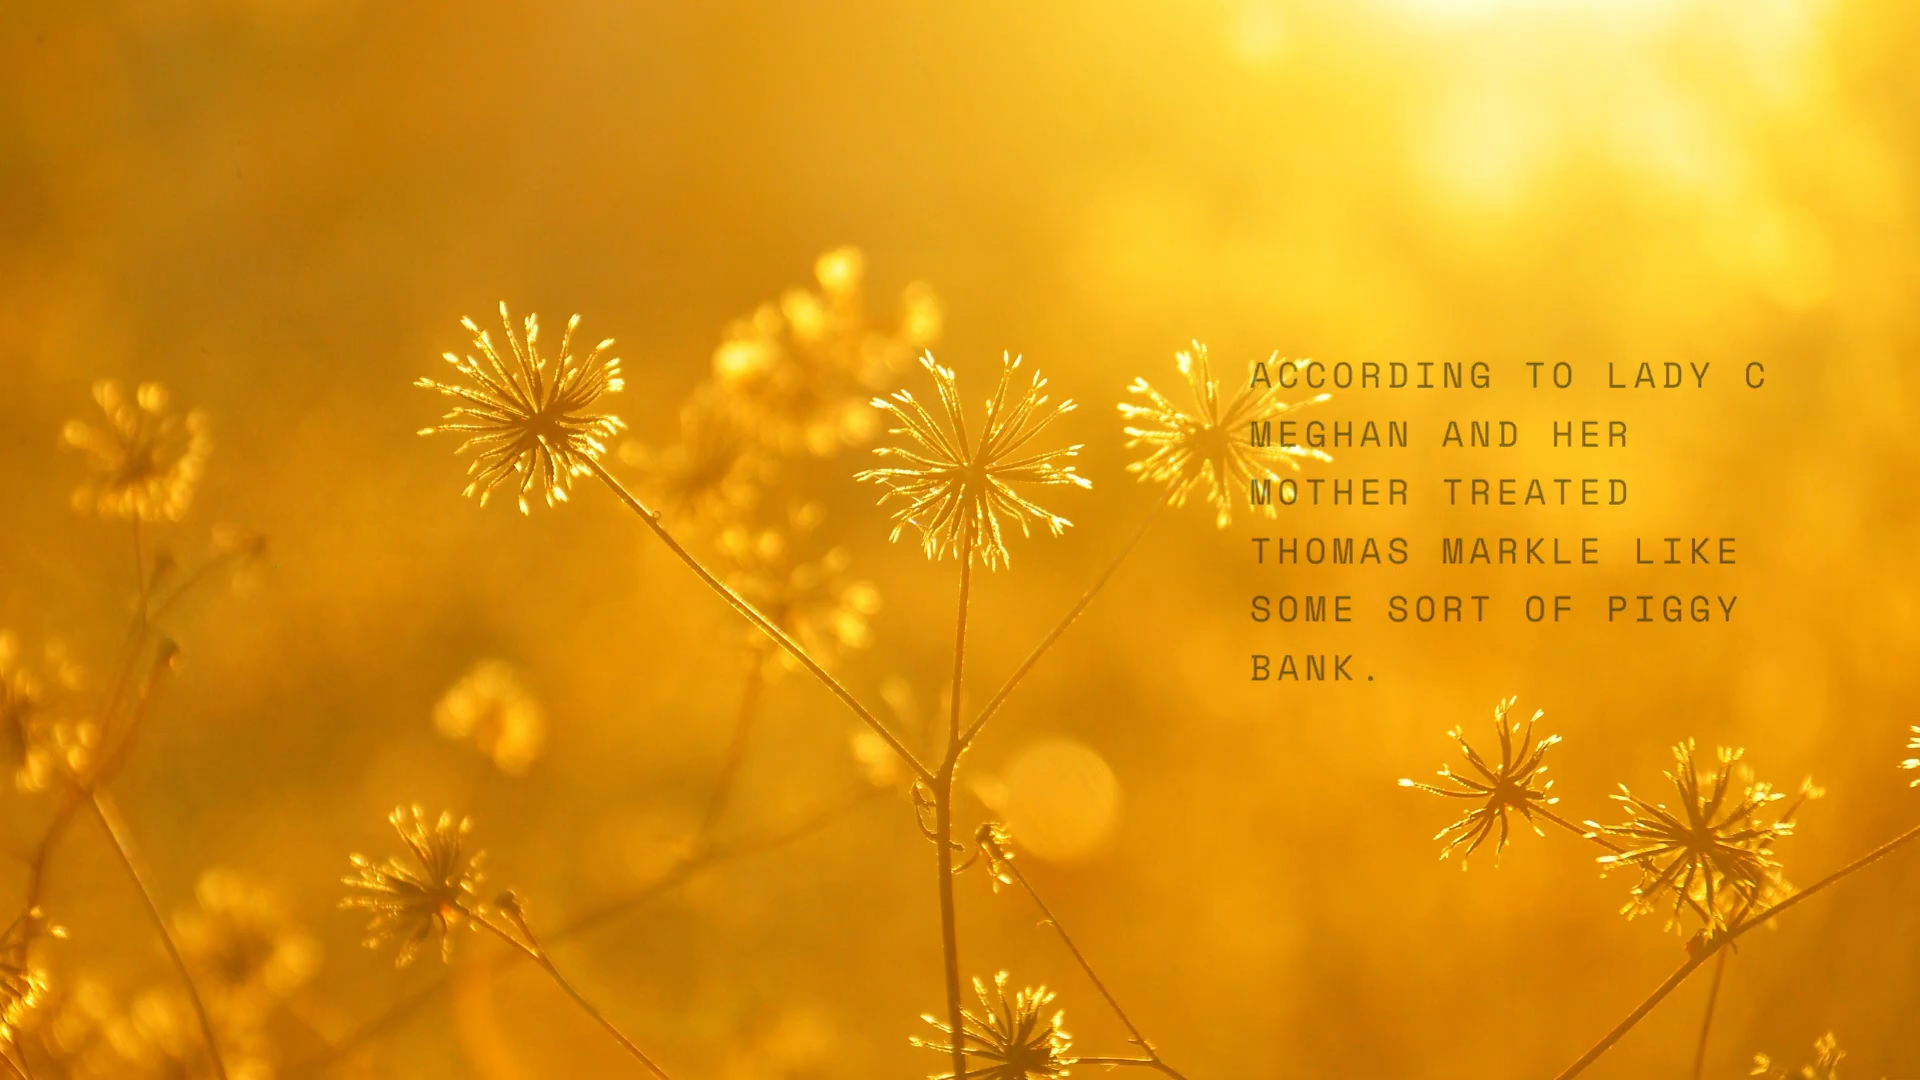 ACCORDING TO LADY C
MEGHAN AND HER
MOTHER TREATED
THOMAS MARKLE LIKE
SOME SORT OF PIGGY
BANK.